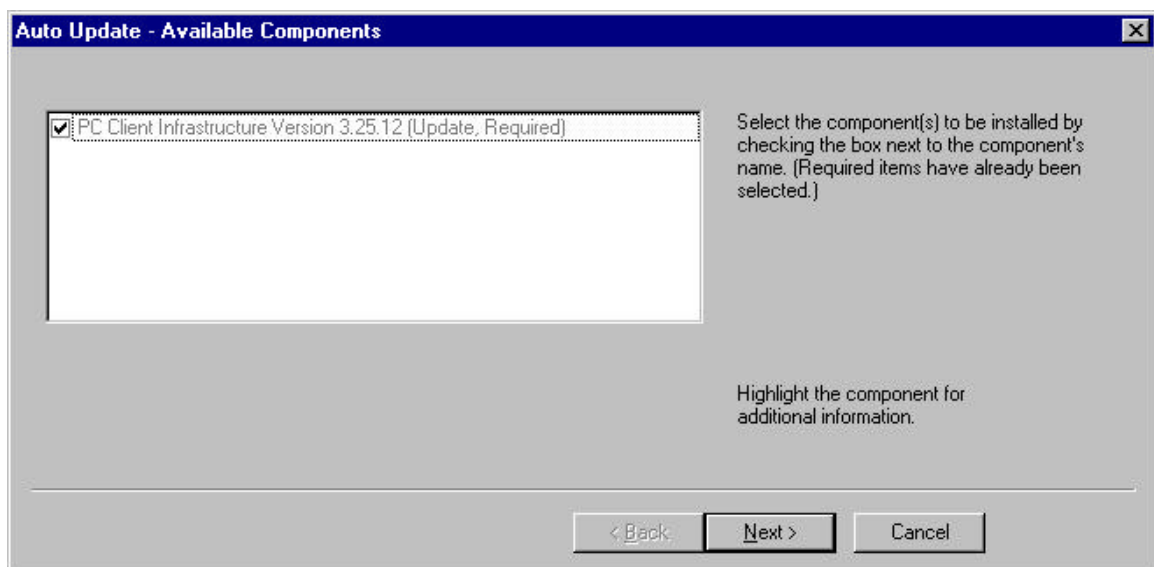 Auto Update - Available Components
PC Client Infrastructure Version 3.25.12 (Update, Required)
Select the component(s) to be installed by
checking the box next to the component's
name. (Required items have already been
selected.)
Highlight the component for
additional information.
< Back
Next >
Cancel